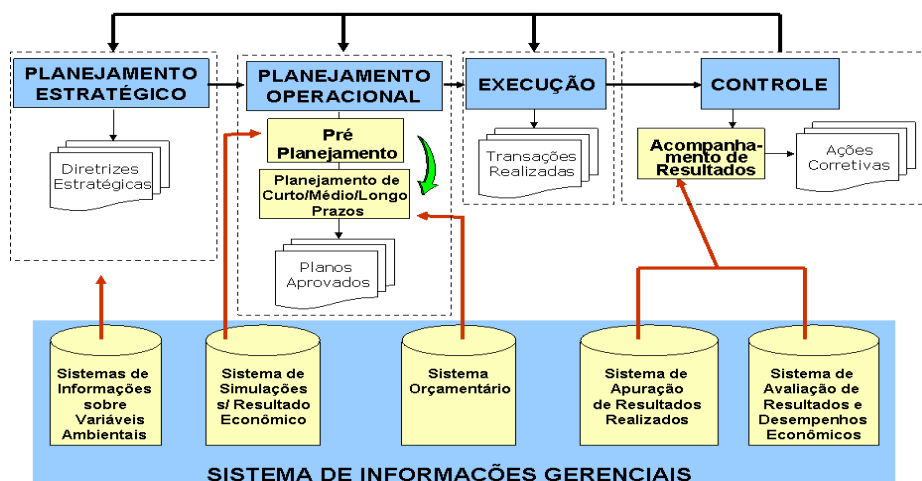 PLANEJAMENTO
ESTRATÉGICO
PLANEJAMENTO
OPERACIONAL
EXECUÇÃO
CONTROLE
Diretrizes
Estratégicas
Pré
Planejamento
Planejamento de
Curto/Médio/Longo
Prazos
Planos
Aprovados
Transações
Realizadas
Acompanha-
mento de
Resultados
Ações
Corretivas
Sistemas de
Informações
sobre
Variáveis
Ambientais
Sistema de
Simulações
s/ Resultado
Econômico
Sistema
Orçamentário
Sistema de
Apuração
de Resultados
Realizados
Sistema de
Avaliação de
Resultados e
Desempenhos
Econômicos
SISTEMA DE INFORMACÕES GERENCIAIS